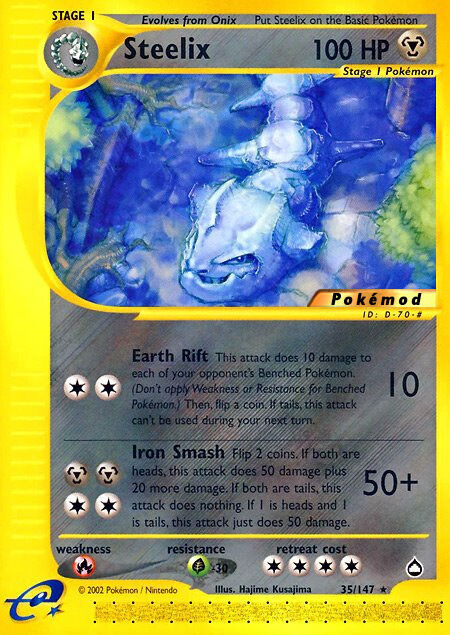 STAGE 1 Evolves from Onix Put Steelix on the Basic Pokémon
Steelix 100 HP
Stage 1 Pokémon
Pokémod
ID: D-70-#
Earth Rift This attack does 10 damage to
each of your opponent's Benched Pokémon.
(Don't apply Weakness or Resistance for Benched
Pokémon.) Then, flip a coin. If tails, this attack
can't be used during your next turn.
10
Iron Smash Flip 2 coins. If both are
heads, this attack does 50 damage plus
20 more damage. If both are tails, this
attack does nothing. If 1 is heads and 1
is tails, this attack just does 50 damage.
50+
weakness resistance retreat cost
-30
©2002 Pokémon / Nintendo Illus. Hajime Kusajima 35/147 ★
e